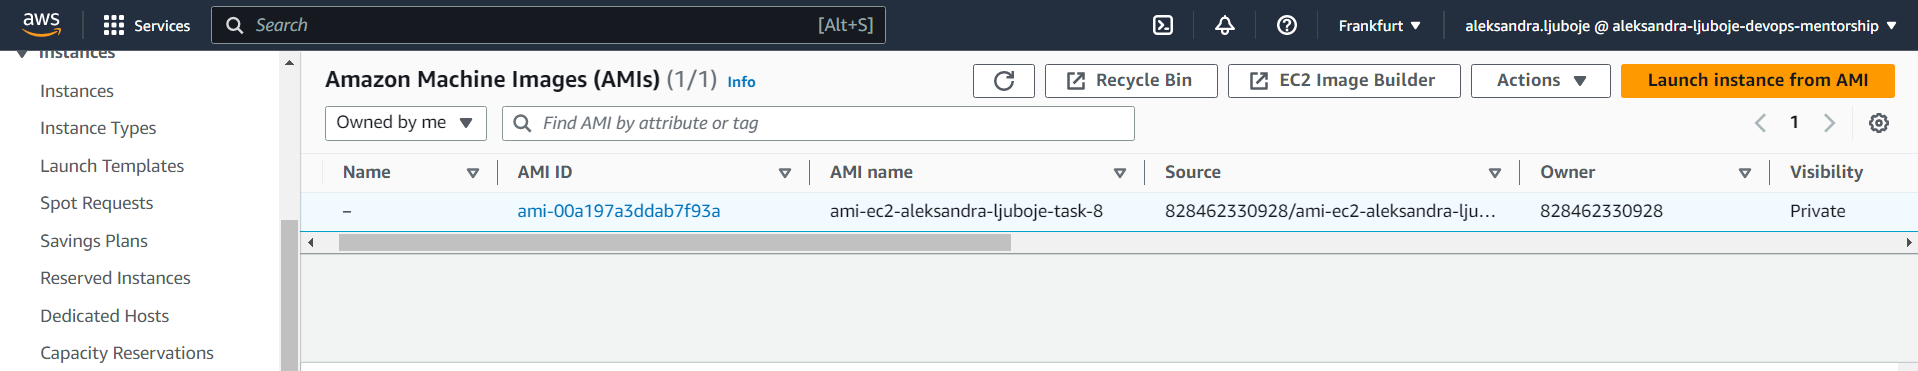 aws
Services
Search [Alt+S]
Frankfurt
aleksandra.ljuboje @ aleksandra-ljuboje-devops-mentorship
Instances
Instances
Instance Types
Launch Templates
Spot Requests
Savings Plans
Reserved Instances
Dedicated Hosts
Capacity Reservations
Amazon Machine Images (AMIs) (1/1) Info
Recycle Bin
EC2 Image Builder
Actions
Launch instance from AMI
Owned by me
Find AMI by attribute or tag
1
Name AMI ID AMI name Source Owner Visibility
– ami-00a197a3ddab7f93a ami-ec2-aleksandra-ljuboje-task-8 828462330928/ami-ec2-aleksandra-lju… 828462330928 Private